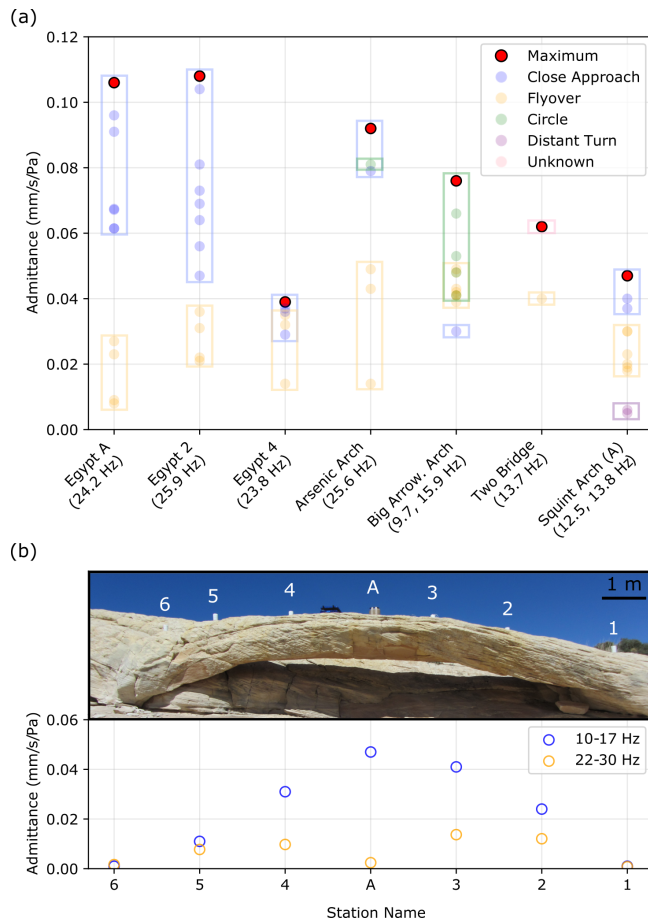 (a)
0.12
0.10
0.08
0.06
0.04
0.02
0.00
Admittance (mm/s/Pa)
Maximum
Close Approach
Flyover
Circle
Distant Turn
Unknown
Egypt A
(24.2 Hz)
Egypt 2
(25.9 Hz)
Egypt 4
(23.8 Hz)
Arsenic Arch
(25.6 Hz)
Big Arrow. Arch
(9.7, 15.9 Hz)
Two Bridge
(13.7 Hz)
Squint Arch (A)
(12.5, 13.8 Hz)
(b)
6 5 4 A 3 2 1
1 m
0.06
0.04
0.02
0.00
Admittance (mm/s/Pa)
10-17 Hz
22-30 Hz
6 5 4 A 3 2 1
Station Name